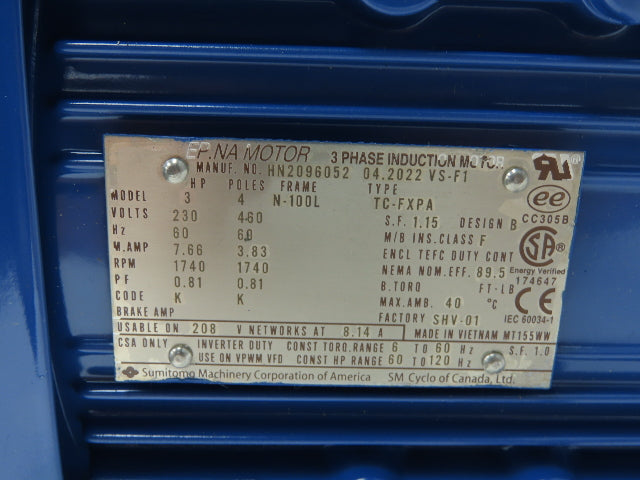 EP.NA MOTOR 3 PHASE INDUCTION MOTOR
MANUF. NO. HN2096052 04.2022 VS-F1
HP POLES FRAME TYPE
MODEL 3 4 N-100L TC-FXPA
VOLTS 230 460 S.F. 1.15 DESIGN B
Hz 60 60 M/B INS.CLASS F
M.AMP 7.66 3.83 ENCL TEFC DUTY CONT
RPM 1740 1740 NEMA NOM.EFF. 89.5
PF 0.81 0.81 B.TORQ FT-LB
CODE K K MAX.AMB. 40 °C
BRAKE AMP FACTORY SHV-01
USABLE ON 208 V NETWORKS AT 8.14 A MADE IN VIETNAM MT155WW
CSA ONLY INVERTER DUTY CONST TORQ.RANGE 6 TO 60 Hz S.F. 1.0
USE ON VPWM VFD CONST HP RANGE 60 TO 120 Hz
Sumitomo Machinery Corporation of America SM Cyclo of Canada, Ltd.
ee
CC305B
Energy Verified
174647
CE
IEC 60034-1